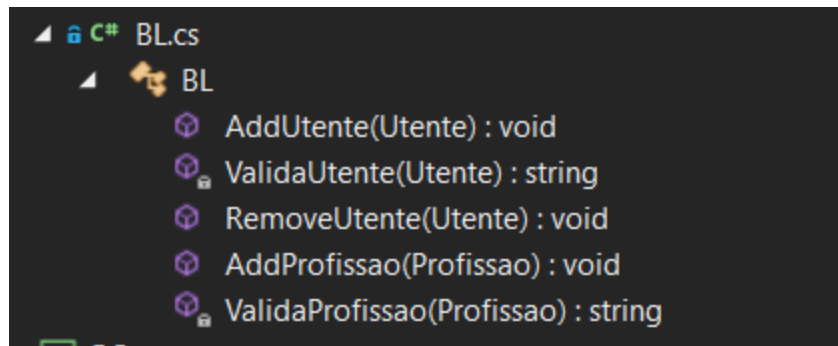 C# BL.cs
BL
AddUtente(Utente) : void
ValidaUtente(Utente) : string
RemoveUtente(Utente) : void
AddProfissao(Profissao) : void
ValidaProfissao(Profissao) : string